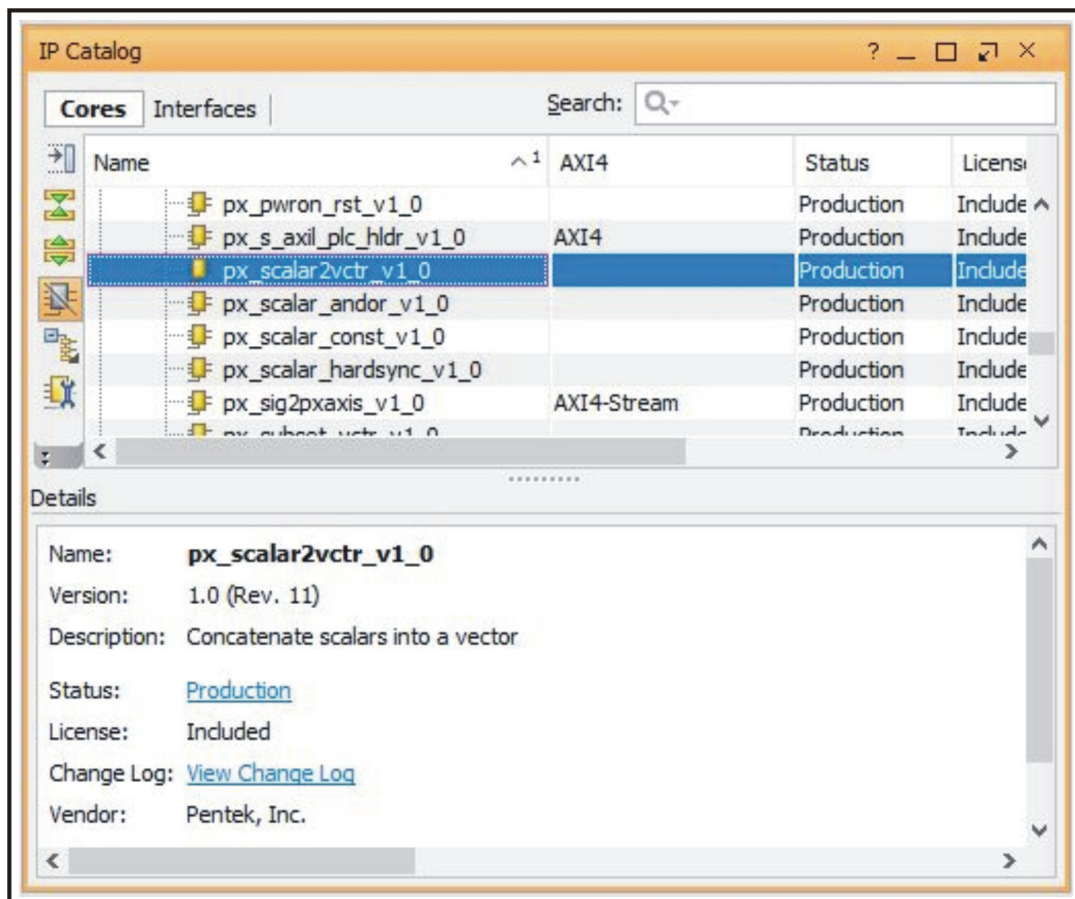 IP Catalog ? _ □ ×
Cores Interfaces Search:
Name 1 AXI4 Status License
px_pwron_rst_v1_0 Production Include
px_s_axil_plc_hldr_v1_0 AXI4 Production Include
px_scalar2vctr_v1_0 Production Include
px_scalar_andor_v1_0 Production Include
px_scalar_const_v1_0 Production Include
px_scalar_hardsync_v1_0 Production Include
px_sig2pxaxis_v1_0 AXI4-Stream Production Include
Details
Name: px_scalar2vctr_v1_0
Version: 1.0 (Rev. 11)
Description: Concatenate scalars into a vector
Status: Production
License: Included
Change Log: View Change Log
Vendor: Pentek, Inc.